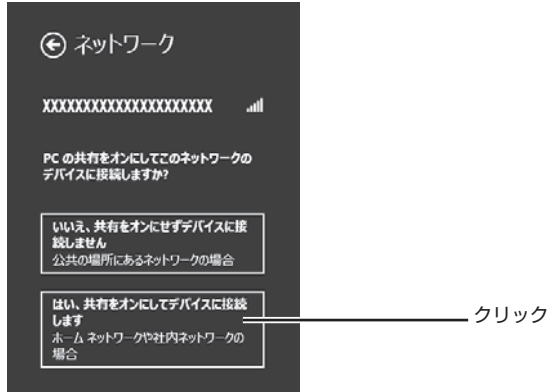 ネットワーク
XXXXXXXXXXXXXXXXXXXXX
PC の共有をオンにしてこのネットワークの
デバイスに接続しますか?
いいえ、共有をオンにせずデバイスに接
続しません
公共の場所にあるネットワークの場合
はい、共有をオンにしてデバイスに接続
します
ホーム ネットワークや社内ネットワークの
場合
クリック